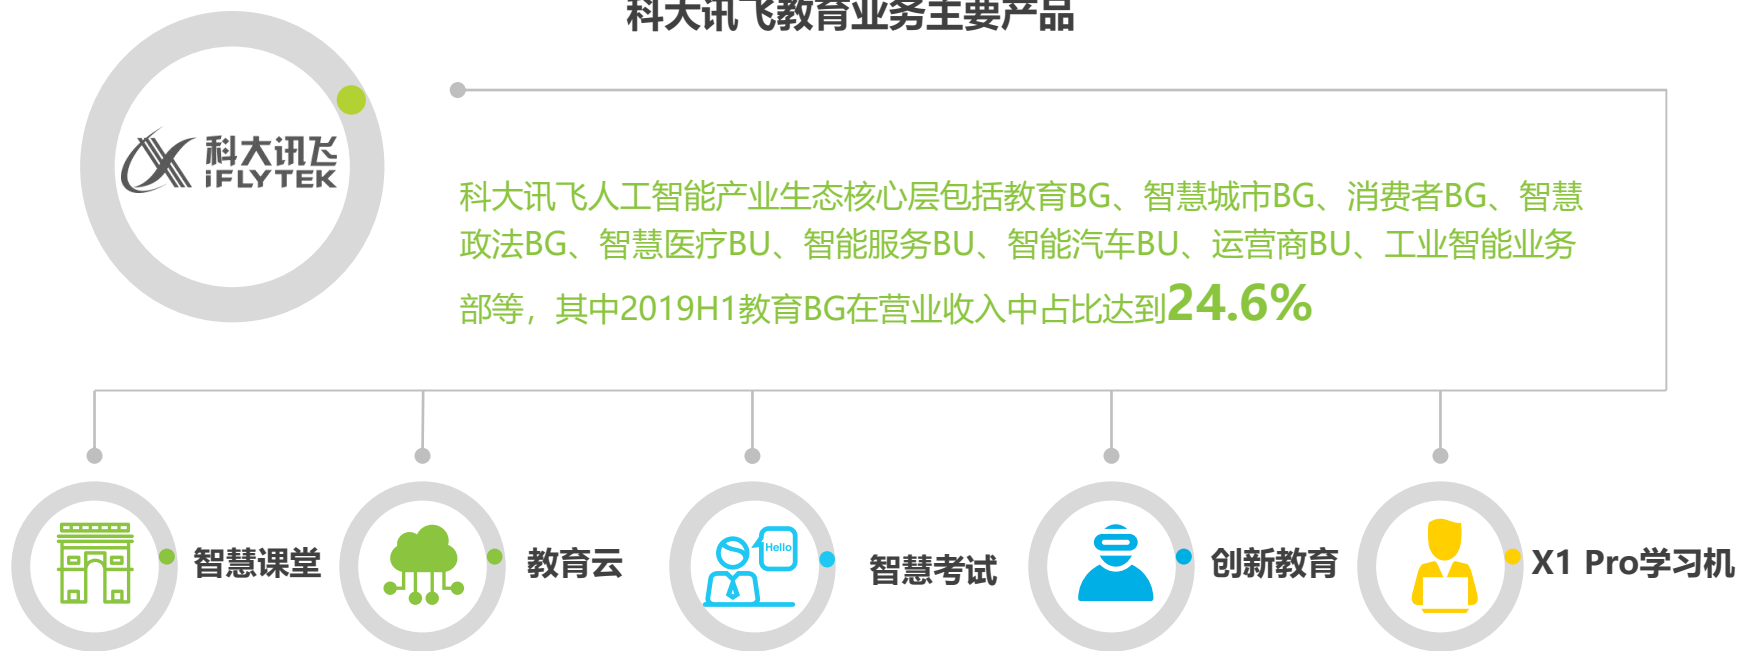 科大讯飞教育业务主要产品
科大讯飞
iFLYTEK
科大讯飞人工智能产业生态核心层包括教育BG、智慧城市BG、消费者BG、智慧
政法BG、智慧医疗BU、智能服务BU、智能汽车BU、运营商BU、工业智能业务
部等，其中2019H1教育BG在营业收入中占比达到24.6%
智慧课堂
教育云
Hello
智慧考试
创新教育
X1 Pro学习机